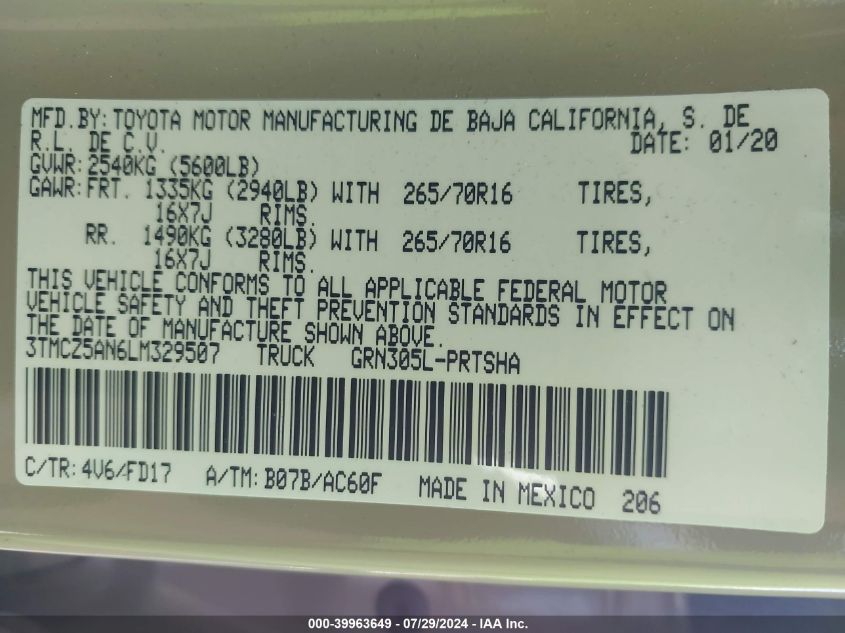 MFD.BY:TOYOTA MOTOR MANUFACTURING DE BAJA CALIFORNIA, S. DE
R.L. DE C.V. DATE: 01/20
GVWR:2540KG (5600LB)
GAWR:FRT. 1335KG (2940LB) WITH 265/70R16 TIRES,
16X7J RIMS.
RR. 1490KG (3280LB) WITH 265/70R16 TIRES,
16X7J RIMS.
THIS VEHICLE CONFORMS TO ALL APPLICABLE FEDERAL MOTOR
VEHICLE SAFETY AND THEFT PREVENTION STANDARDS IN EFFECT ON
THE DATE OF MANUFACTURE SHOWN ABOVE.
3TMCZ5AN6LM329507 TRUCK GRN305L-PRTSHA
C/TR:4V6/FD17 A/TM:B07B/AC60F MADE IN MEXICO 206
000-39963649 - 07/29/2024 - IAA Inc.